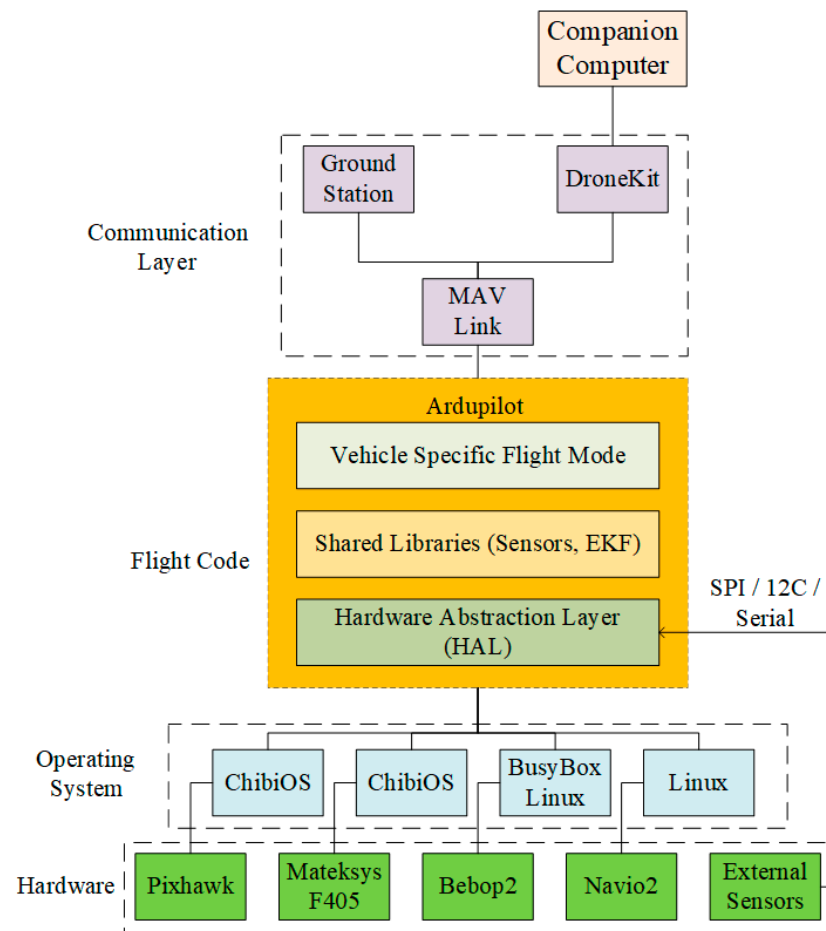 Companion
Computer
Ground
Station
DroneKit
Communication
Layer
MAV
Link
Ardupilot
Vehicle Specific Flight Mode
Flight Code
Shared Libraries (Sensors, EKF)
SPI / 12C /
Serial
Hardware Abstraction Layer
(HAL)
Operating
System
ChibiOS
ChibiOS
BusyBox
Linux
Linux
Hardware
Pixhawk
Mateksys
F405
Bebop2
Navio2
External
Sensors